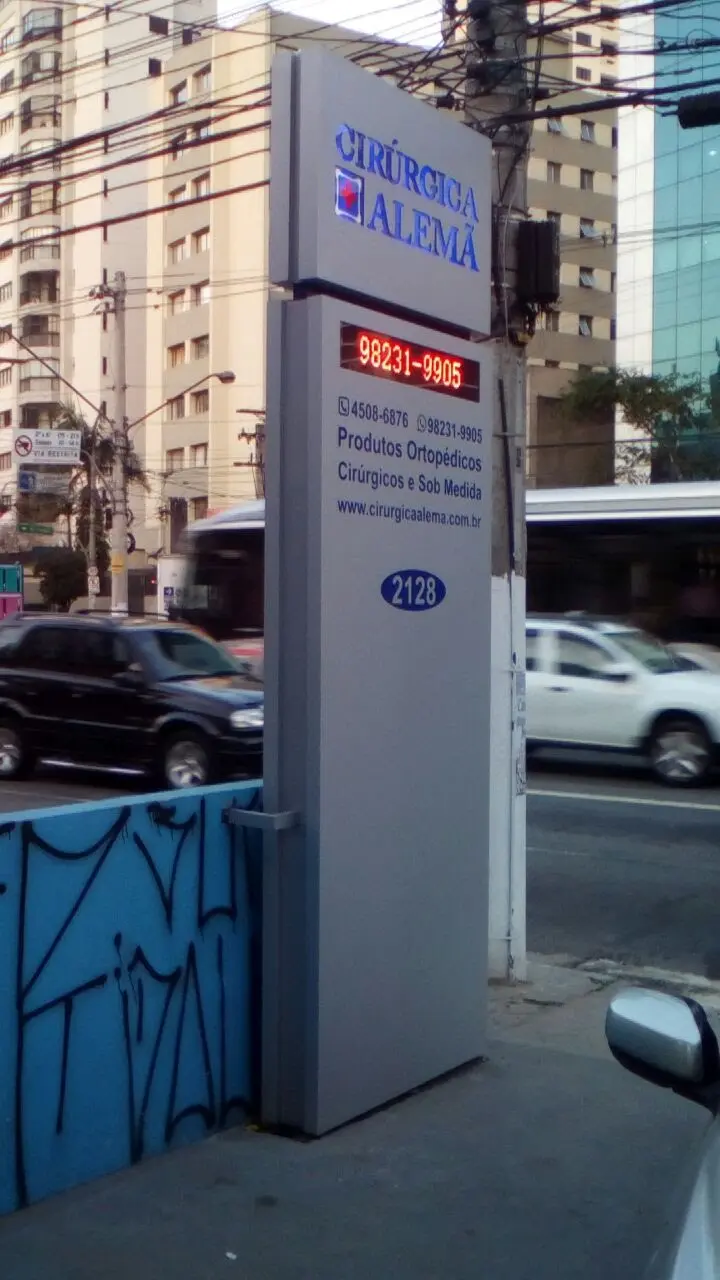 CIRÚRGICA
ALEMÃ
98231-9905
4508-6876 98231-9905
Produtos Ortopédicos
Cirúrgicos e Sob Medida
www.cirurgicaalema.com.br
2128
VIA RESTRITA